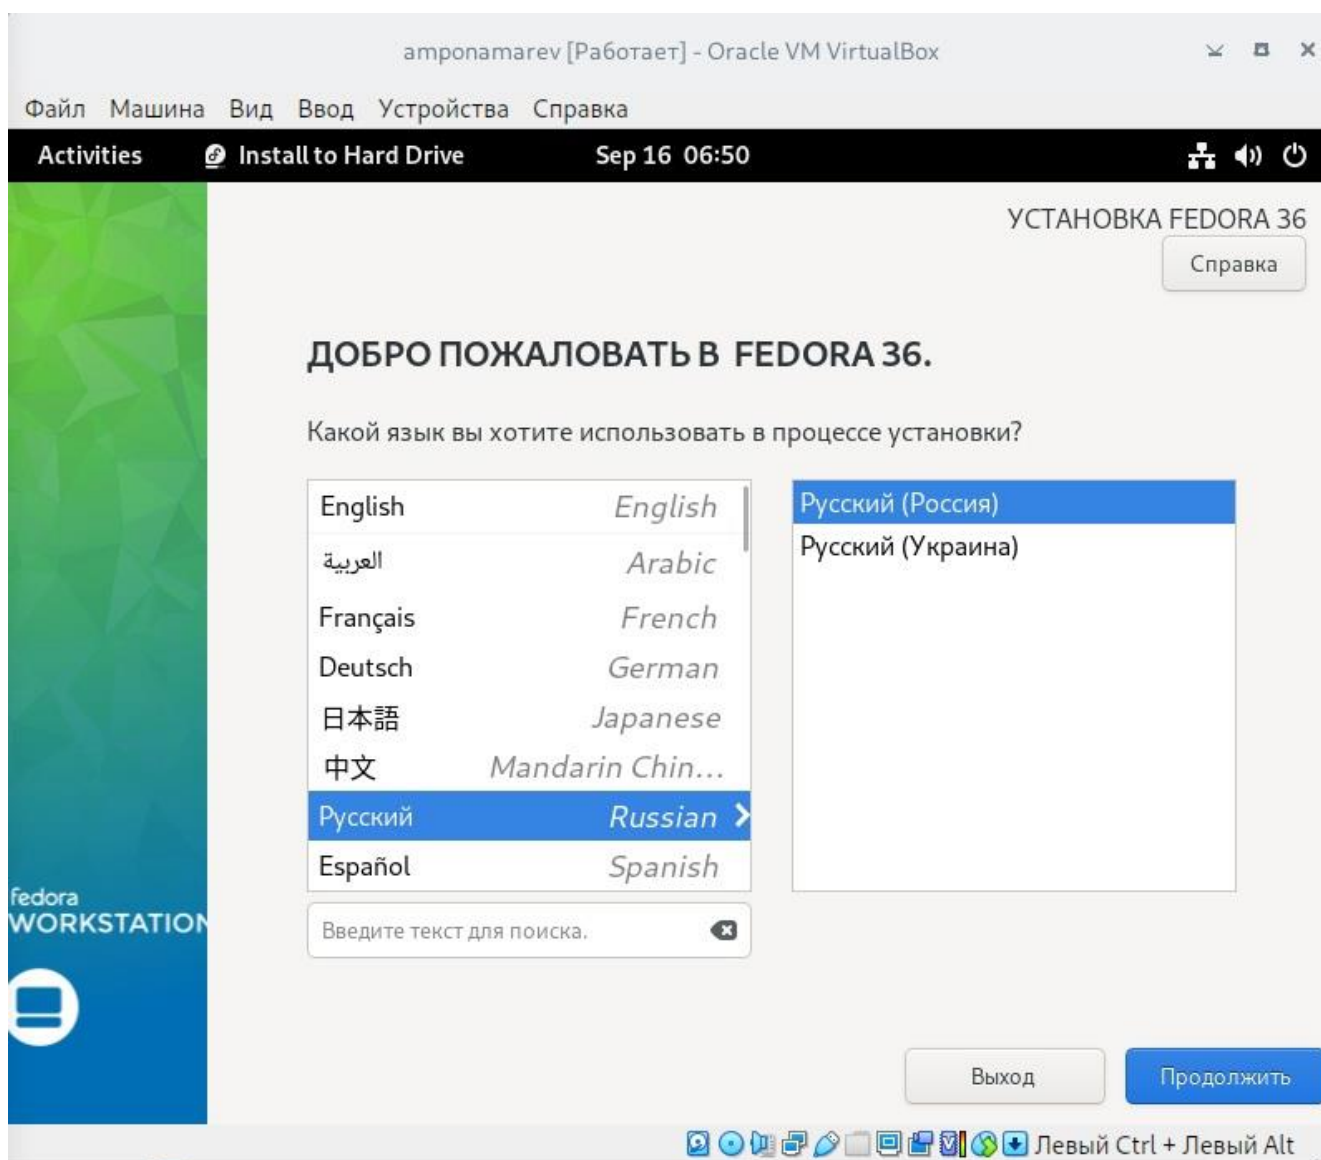 amponamarev [Работает] - Oracle VM VirtualBox
Файл Машина Вид Ввод Устройства Справка
Activities Install to Hard Drive Sep 16 06:50
УСТАНОВКА FEDORA 36
Справка
ДОБРО ПОЖАЛОВАТЬ В FEDORA 36.
Какой язык вы хотите использовать в процессе установки?
English English
العربية Arabic
Français French
Deutsch German
日本語 Japanese
中文 Mandarin Chin...
Русский Russian
Español Spanish
Русский (Россия)
Русский (Украина)
Введите текст для поиска.
fedora
WORKSTATION
Выход Продолжить
Левый Ctrl + Левый Alt